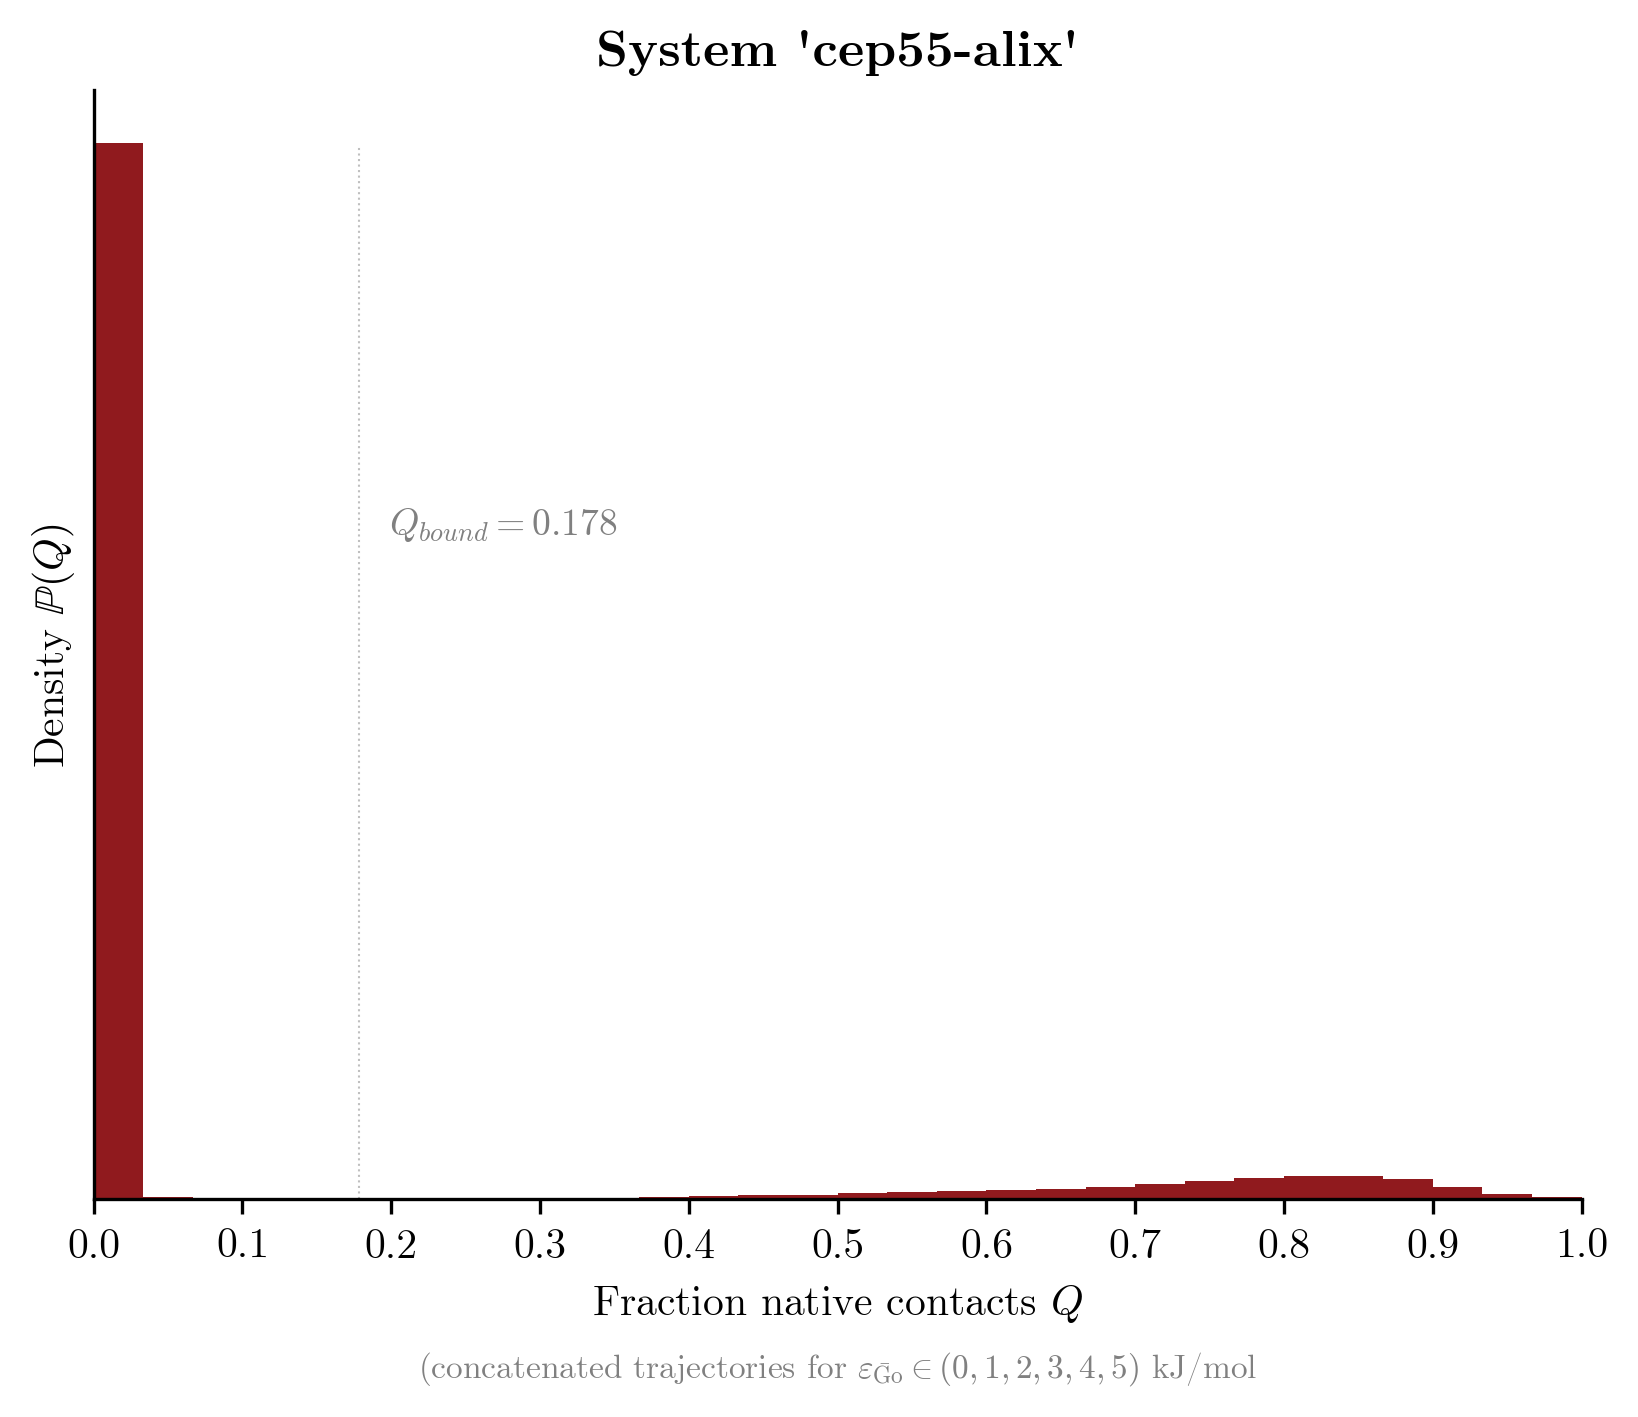 System 'cep55-alix'
Density ℙ(Q)
Q_bound = 0.178
0.0 0.1 0.2 0.3 0.4 0.5 0.6 0.7 0.8 0.9 1.0
Fraction native contacts Q
(concatenated trajectories for ε_Ḡo ∈ (0, 1, 2, 3, 4, 5) kJ/mol